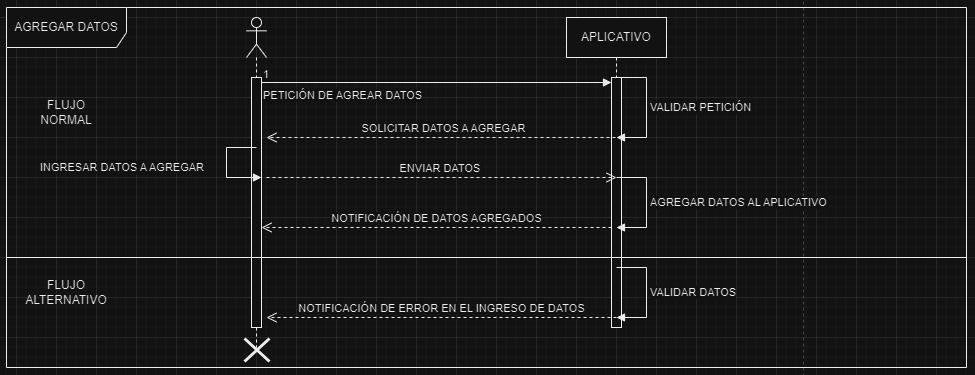 AGREGAR DATOS
APLICATIVO
1
PETICIÓN DE AGREAR DATOS
FLUJO
NORMAL
VALIDAR PETICIÓN
SOLICITAR DATOS A AGREGAR
INGRESAR DATOS A AGREGAR
ENVIAR DATOS
AGREGAR DATOS AL APLICATIVO
NOTIFICACIÓN DE DATOS AGREGADOS
FLUJO
ALTERNATIVO
VALIDAR DATOS
NOTIFICACIÓN DE ERROR EN EL INGRESO DE DATOS